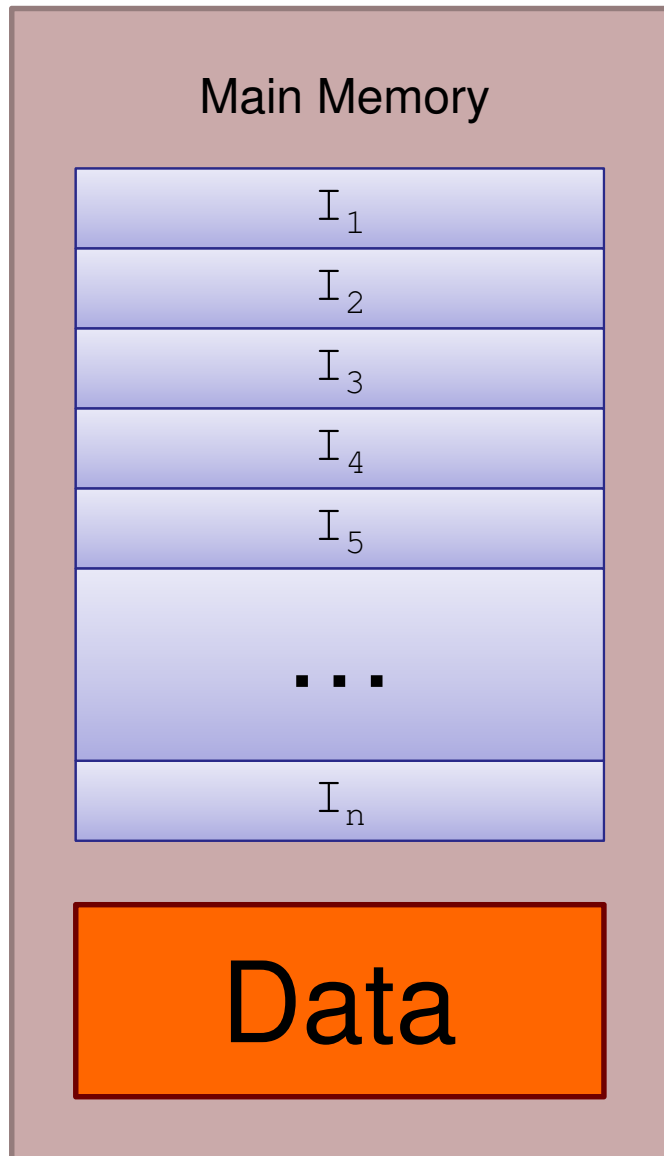 Main Memory
I₁
I₂
I₃
I₄
I₅
...
Iₙ
Data